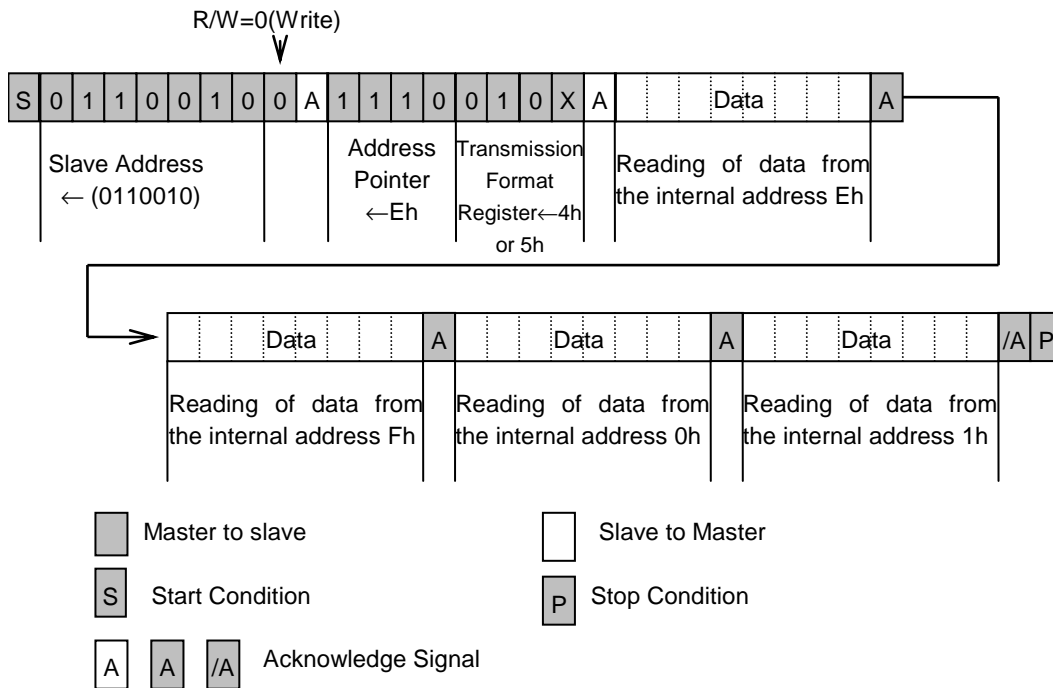 R/W=0(Write)
S 0 1 1 0 0 1 0 0 A 1 1 1 0 0 1 0 X A Data A
Slave Address
← (0110010)
Address
Pointer
←Eh
Transmission
Format
Register←4h
or 5h
Reading of data from
the internal address Eh
Data A Data A Data /A P
Reading of data from
the internal address Fh
Reading of data from
the internal address 0h
Reading of data from
the internal address 1h
Master to slave
Slave to Master
S Start Condition
P Stop Condition
A A /A Acknowledge Signal